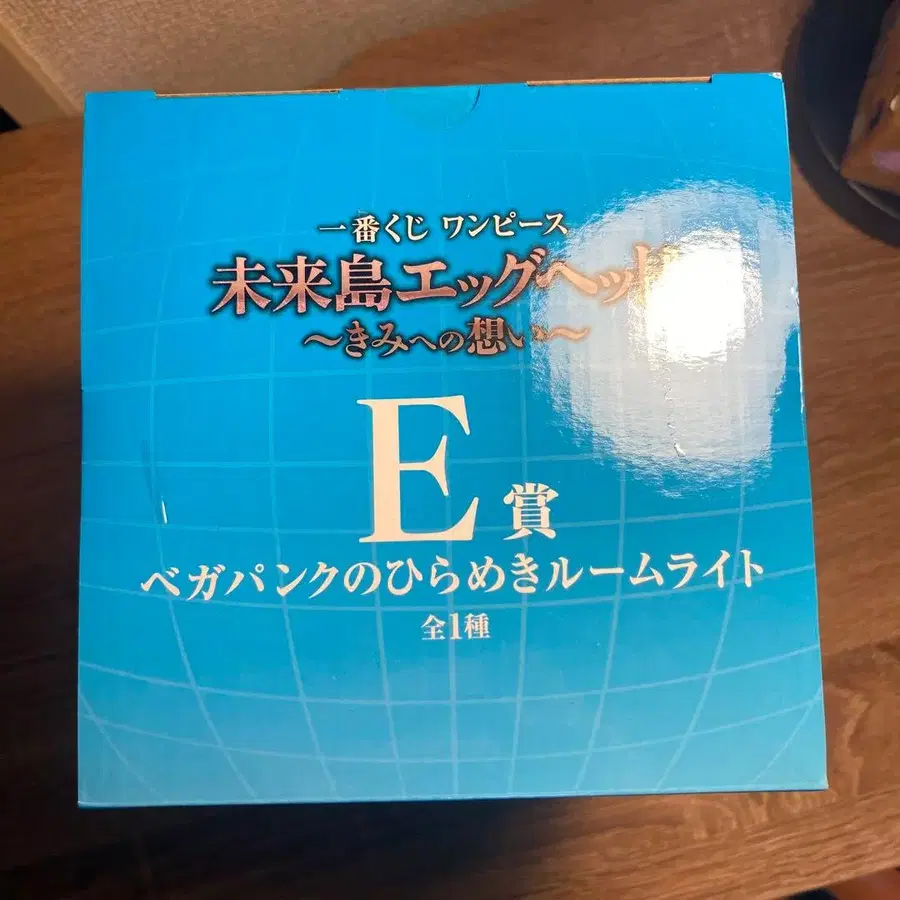 一番くじ ワンピース
未来島エッグヘッド
～きみへの想い～
E賞
ベガパンクのひらめきルームライト
全1種